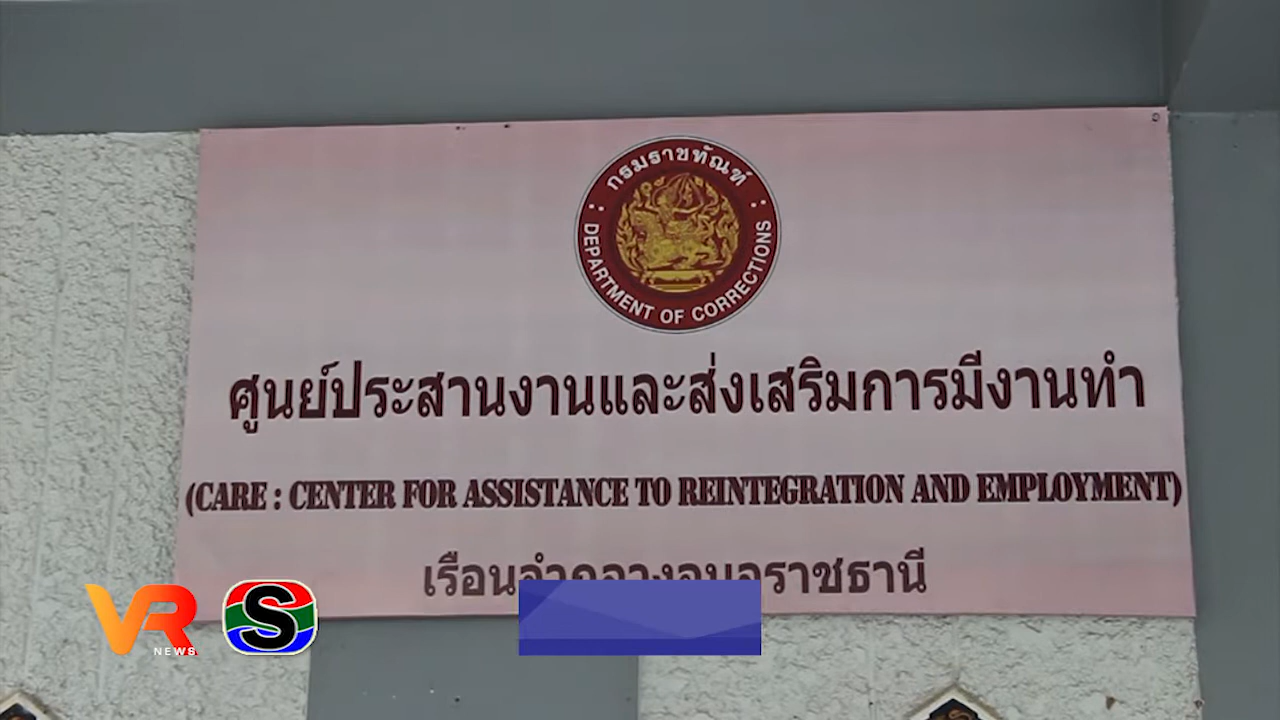 กรมราชทัณฑ์
DEPARTMENT OF CORRECTIONS
ศูนย์ประสานงานและส่งเสริมการมีงานทำ
(CARE : CENTER FOR ASSISTANCE TO REINTEGRATION AND EMPLOYMENT)
เรือนจำกลางอุบลราชธานี
VR NEWS
S